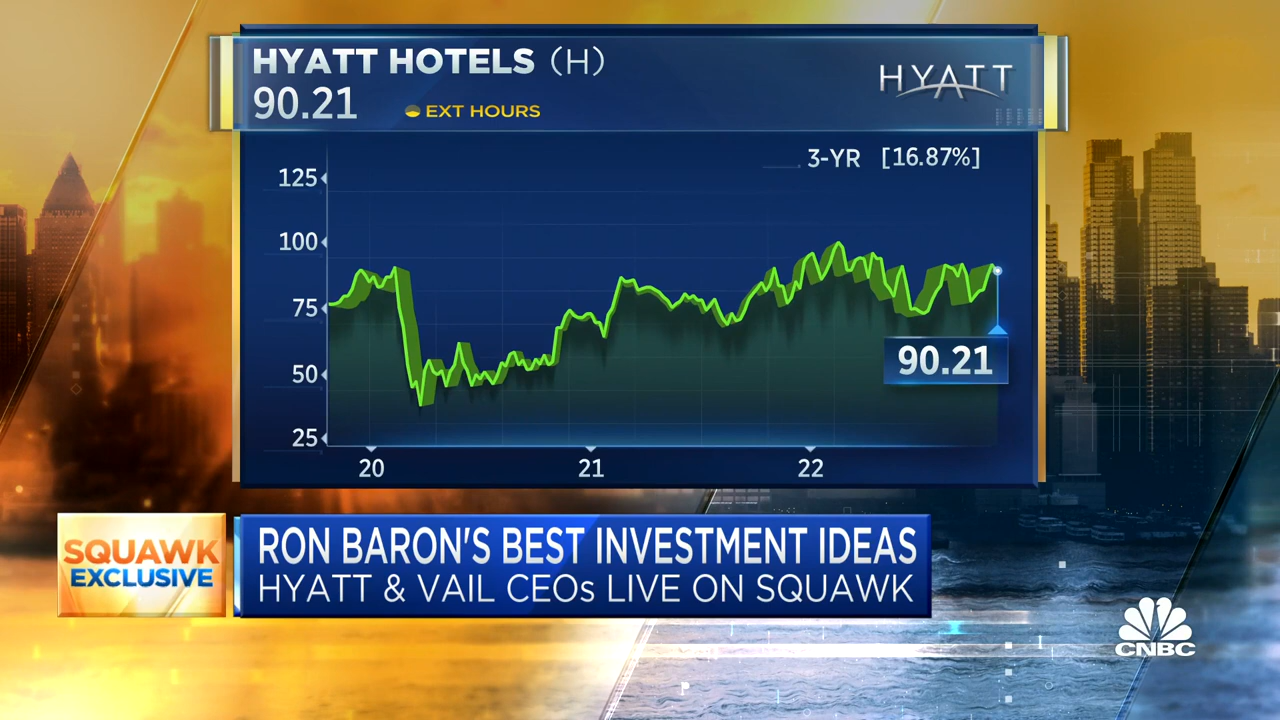 HYATT HOTELS (H)
90.21 EXT HOURS
HYATT
3-YR [16.87%]
125
100
75
50
25
90.21
20 21 22
SQUAWK
EXCLUSIVE
RON BARON'S BEST INVESTMENT IDEAS
HYATT & VAIL CEOs LIVE ON SQUAWK
CNBC
P